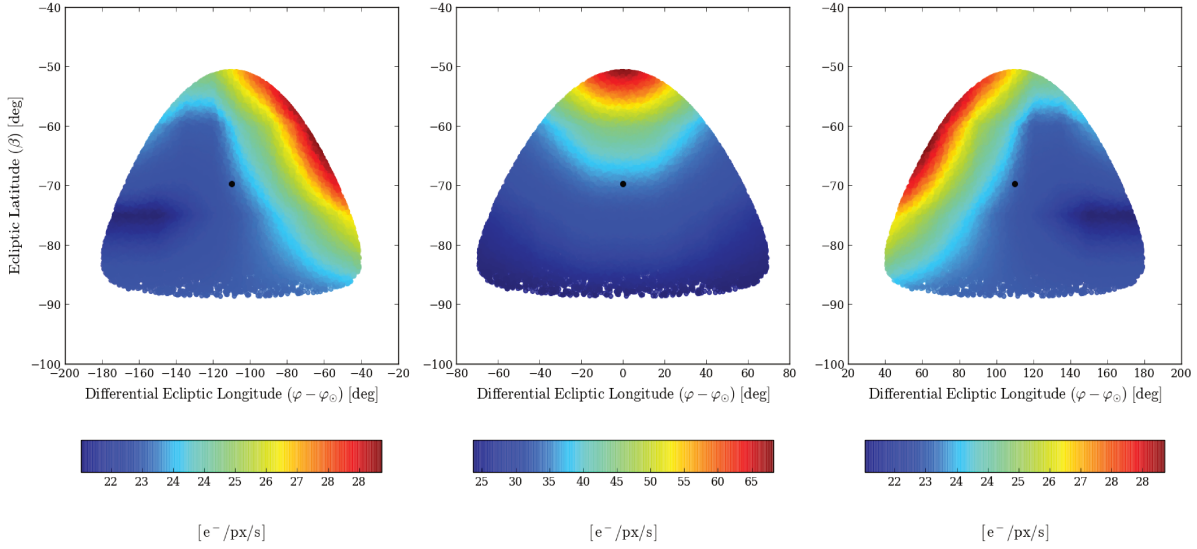 −40 −40 −40
−50 −50 −50
−60 −60 −60
−70 −70 −70
−80 −80 −80
−90 −90 −90
−100 −100 −100
Ecliptic Latitude (β) [deg]
−200 −180 −160 −140 −120 −100 −80 −60 −40 −20
−80 −60 −40 −20 0 20 40 60 80
20 40 60 80 100 120 140 160 180 200
Differential Ecliptic Longitude (φ − φ☉) [deg]
Differential Ecliptic Longitude (φ − φ☉) [deg]
Differential Ecliptic Longitude (φ − φ☉) [deg]
22 23 24 24 25 26 27 28 28
25 30 35 40 45 50 55 60 65
22 23 24 24 25 26 27 28 28
[e⁻/px/s]
[e⁻/px/s]
[e⁻/px/s]